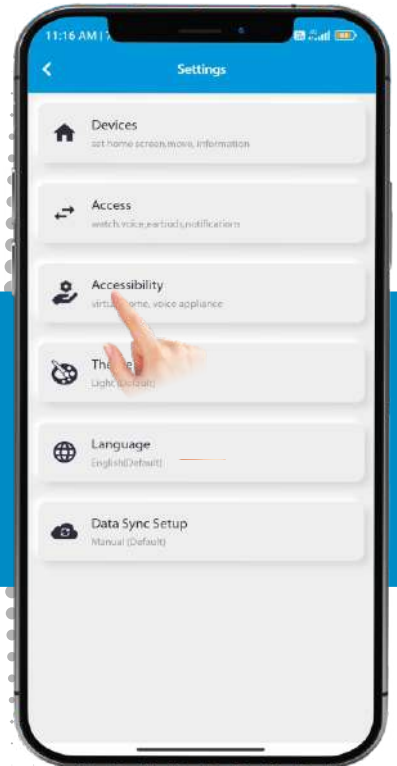 11:16 AM | 7
Settings
Devices
set home screen,move, information
Access
watch,voice,earbuds,notifications
Accessibility
home, voice appliance
Light
Language
English(Default)
Data Sync Setup
Manual (Default)